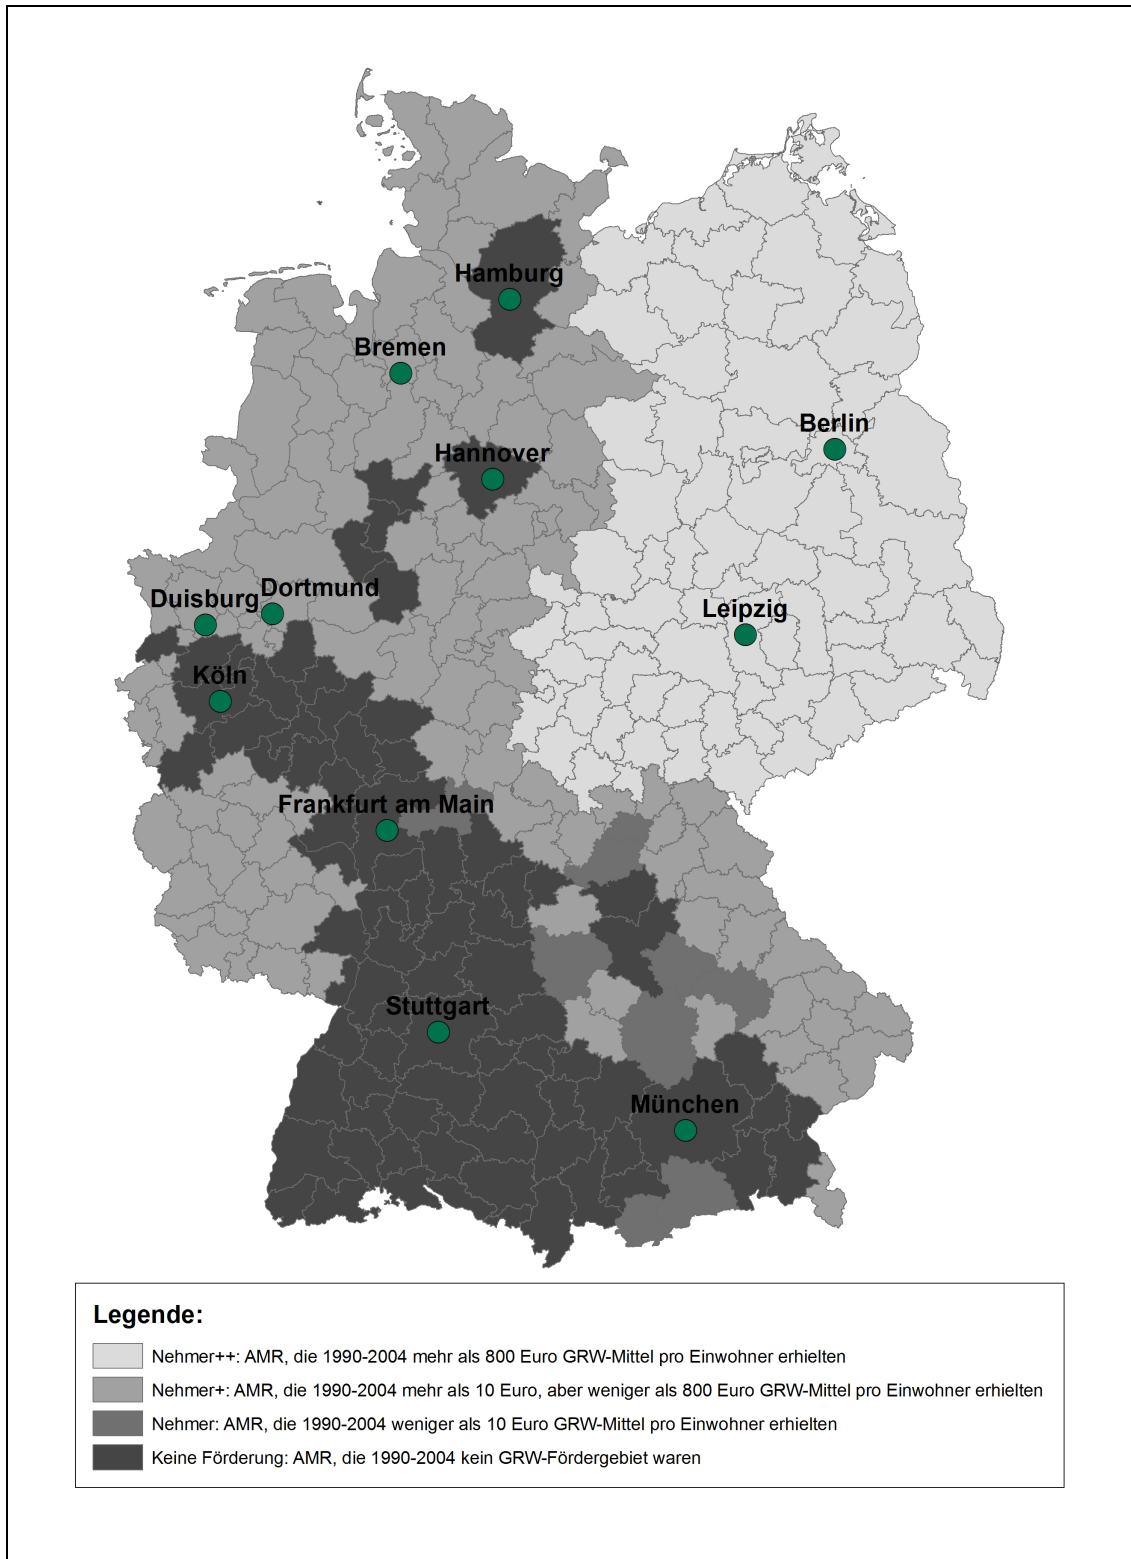 Hamburg
Bremen
Berlin
Hannover
Dortmund
Duisburg
Leipzig
Köln
Frankfurt am Main
Stuttgart
München
Legende:
Nehmer++: AMR, die 1990-2004 mehr als 800 Euro GRW-Mittel pro Einwohner erhielten
Nehmer+: AMR, die 1990-2004 mehr als 10 Euro, aber weniger als 800 Euro GRW-Mittel pro Einwohner erhielten
Nehmer: AMR, die 1990-2004 weniger als 10 Euro GRW-Mittel pro Einwohner erhielten
Keine Förderung: AMR, die 1990-2004 kein GRW-Fördergebiet waren